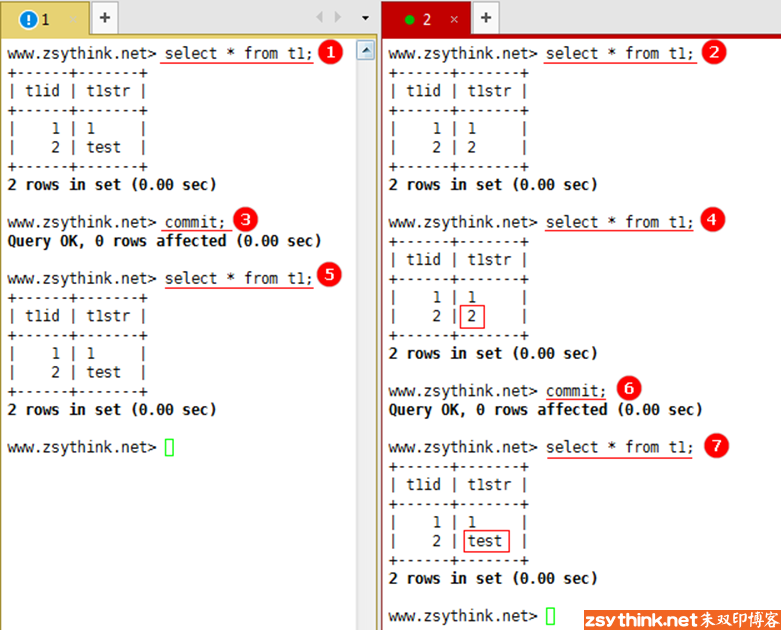 1
+
www.zsythink.net> select * from t1; 1
+------+-------+
| t1id | t1str |
+------+-------+
|    1 | 1     |
|    2 | test  |
+------+-------+
2 rows in set (0.00 sec)
www.zsythink.net> commit; 3
Query OK, 0 rows affected (0.00 sec)
www.zsythink.net> select * from t1; 5
+------+-------+
| t1id | t1str |
+------+-------+
|    1 | 1     |
|    2 | test  |
+------+-------+
2 rows in set (0.00 sec)
www.zsythink.net>
2 ×
+
www.zsythink.net> select * from t1; 2
+------+-------+
| t1id | t1str |
+------+-------+
|    1 | 1     |
|    2 | 2     |
+------+-------+
2 rows in set (0.00 sec)
www.zsythink.net> select * from t1; 4
+------+-------+
| t1id | t1str |
+------+-------+
|    1 | 1     |
|    2 | 2     |
+------+-------+
2 rows in set (0.00 sec)
www.zsythink.net> commit; 6
Query OK, 0 rows affected (0.00 sec)
www.zsythink.net> select * from t1; 7
+------+-------+
| t1id | t1str |
+------+-------+
|    1 | 1     |
|    2 | test  |
+------+-------+
2 rows in set (0.00 sec)
www.zsythink.net>
zsythink.net朱双印博客